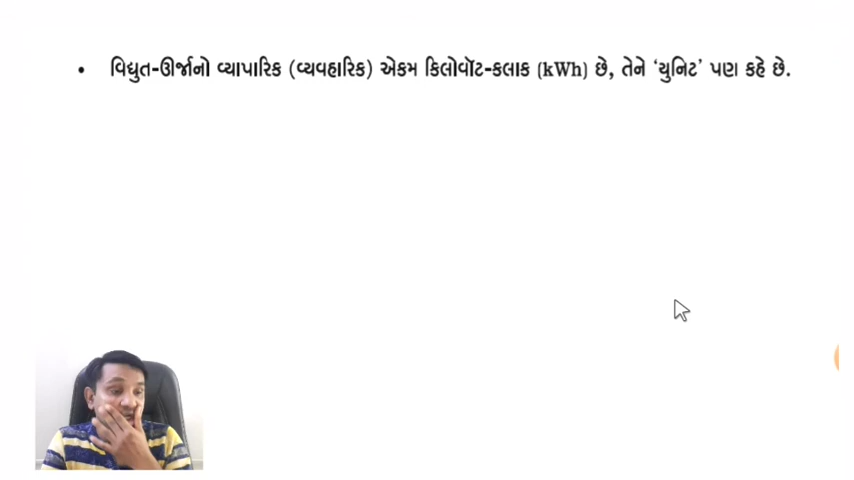 • વિદ્યુત-ઊર્જાનો વ્યાપારિક (વ્યવહારિક) એકમ કિલોવૉટ-કલાક (kWh) છે, તેને ‘યુનિટ’ પણ કહે છે.